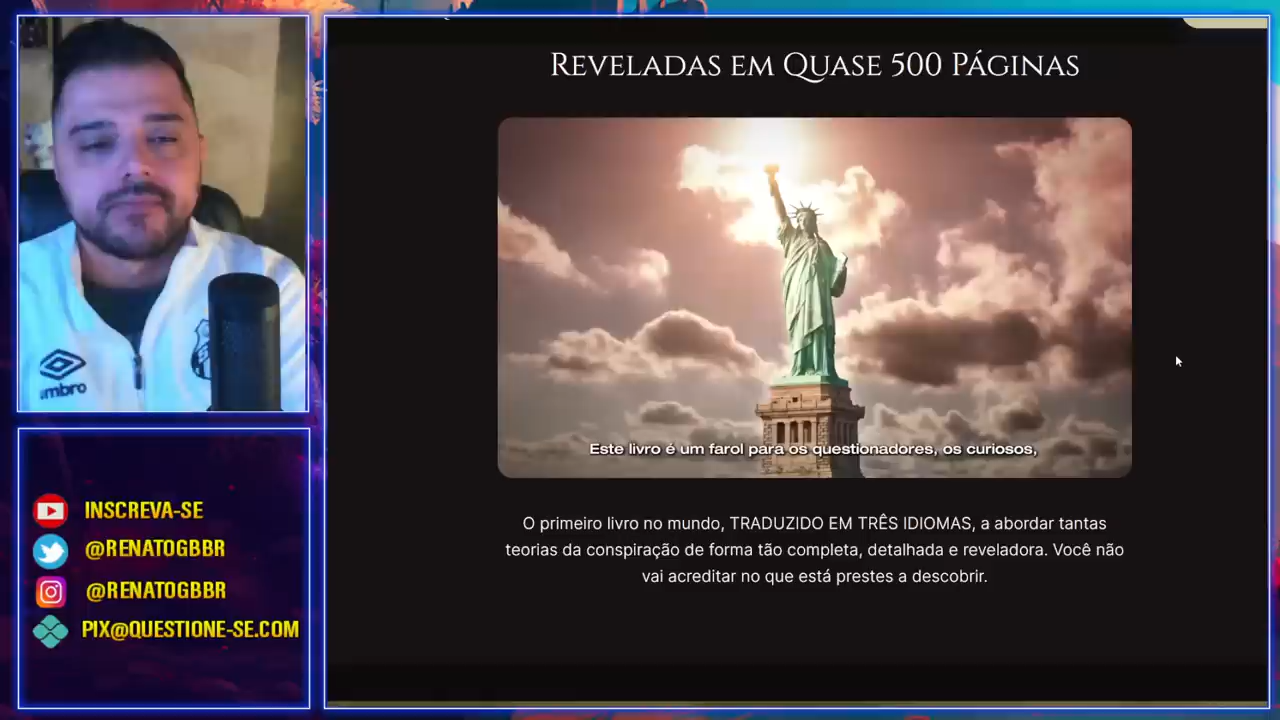 umbro
INSCREVA-SE
@RENATOGBBR
@RENATOGBBR
PIX@QUESTIONE-SE.COM
REVELADAS EM QUASE 500 PÁGINAS
Este livro é um farol para os questionadores, os curiosos,
O primeiro livro no mundo, TRADUZIDO EM TRÊS IDIOMAS, a abordar tantas
teorias da conspiração de forma tão completa, detalhada e reveladora. Você não
vai acreditar no que está prestes a descobrir.